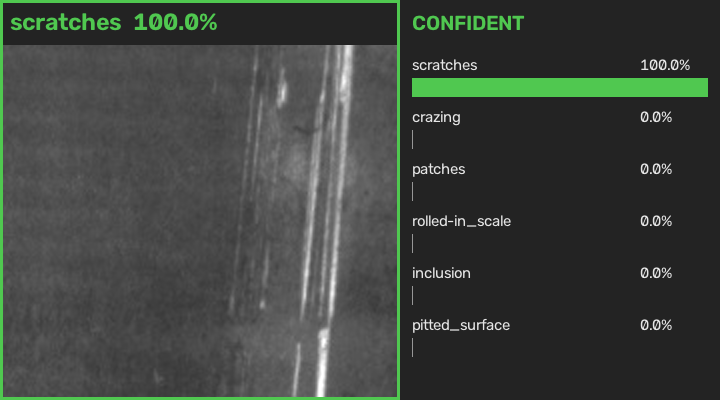 scratches 100.0%
CONFIDENT
scratches 100.0%
crazing 0.0%
patches 0.0%
rolled-in_scale 0.0%
inclusion 0.0%
pitted_surface 0.0%